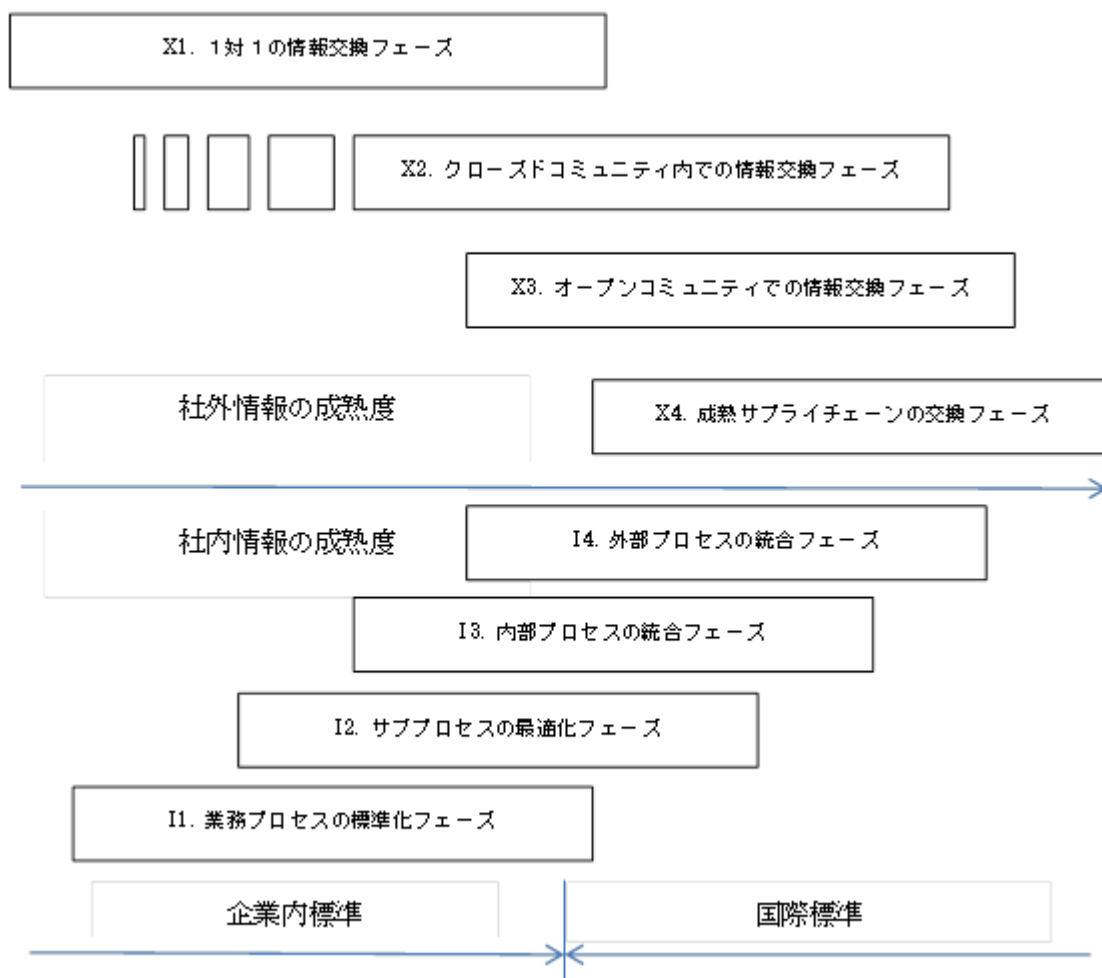 X1. １対１の情報交換フェーズ
X2. クローズドコミュニティ内での情報交換フェーズ
X3. オープンコミュニティでの情報交換フェーズ
社外情報の成熟度
X4. 成熟サプライチェーンの交換フェーズ
社内情報の成熟度
I4. 外部プロセスの統合フェーズ
I3. 内部プロセスの統合フェーズ
I2. サブプロセスの最適化フェーズ
I1. 業務プロセスの標準化フェーズ
企業内標準
国際標準